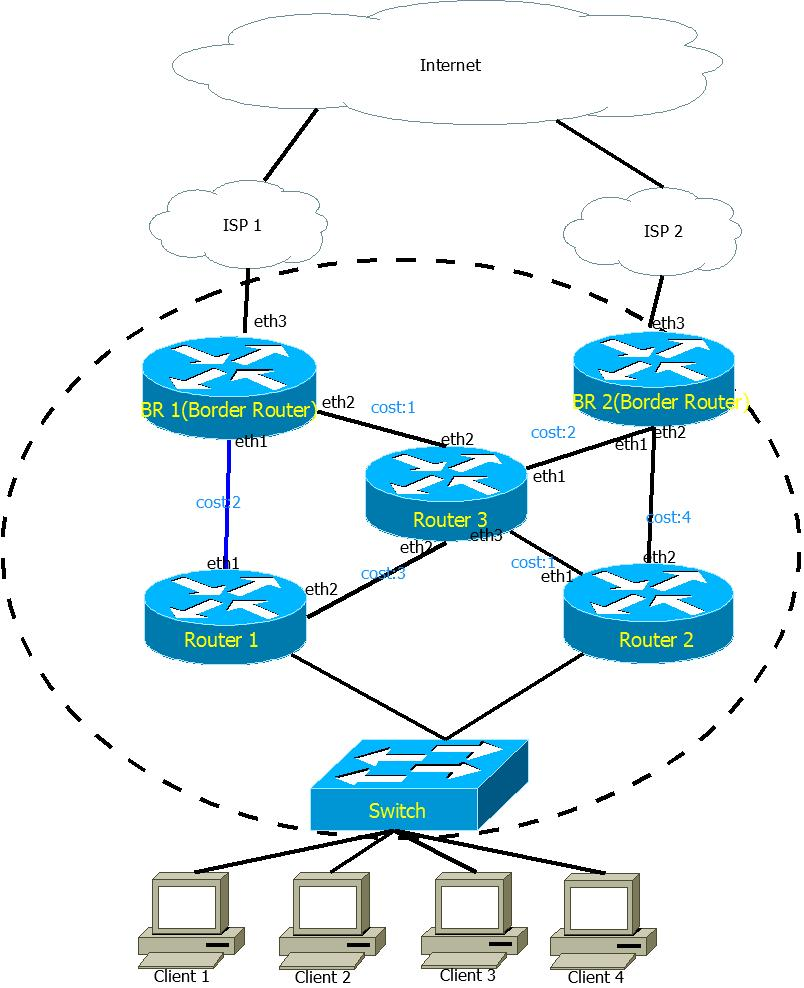 Internet
ISP 1
ISP 2
eth3
eth3
BR 1(Border Router)
BR 2(Border Router)
eth2
cost:1
eth1
eth2
cost:2
eth1
eth2
eth1
cost:2
Router 3
cost:4
eth2
eth3
eth1
cost:3
cost:1
eth1
eth2
eth2
Router 1
Router 2
Switch
Client 1
Client 2
Client 3
Client 4